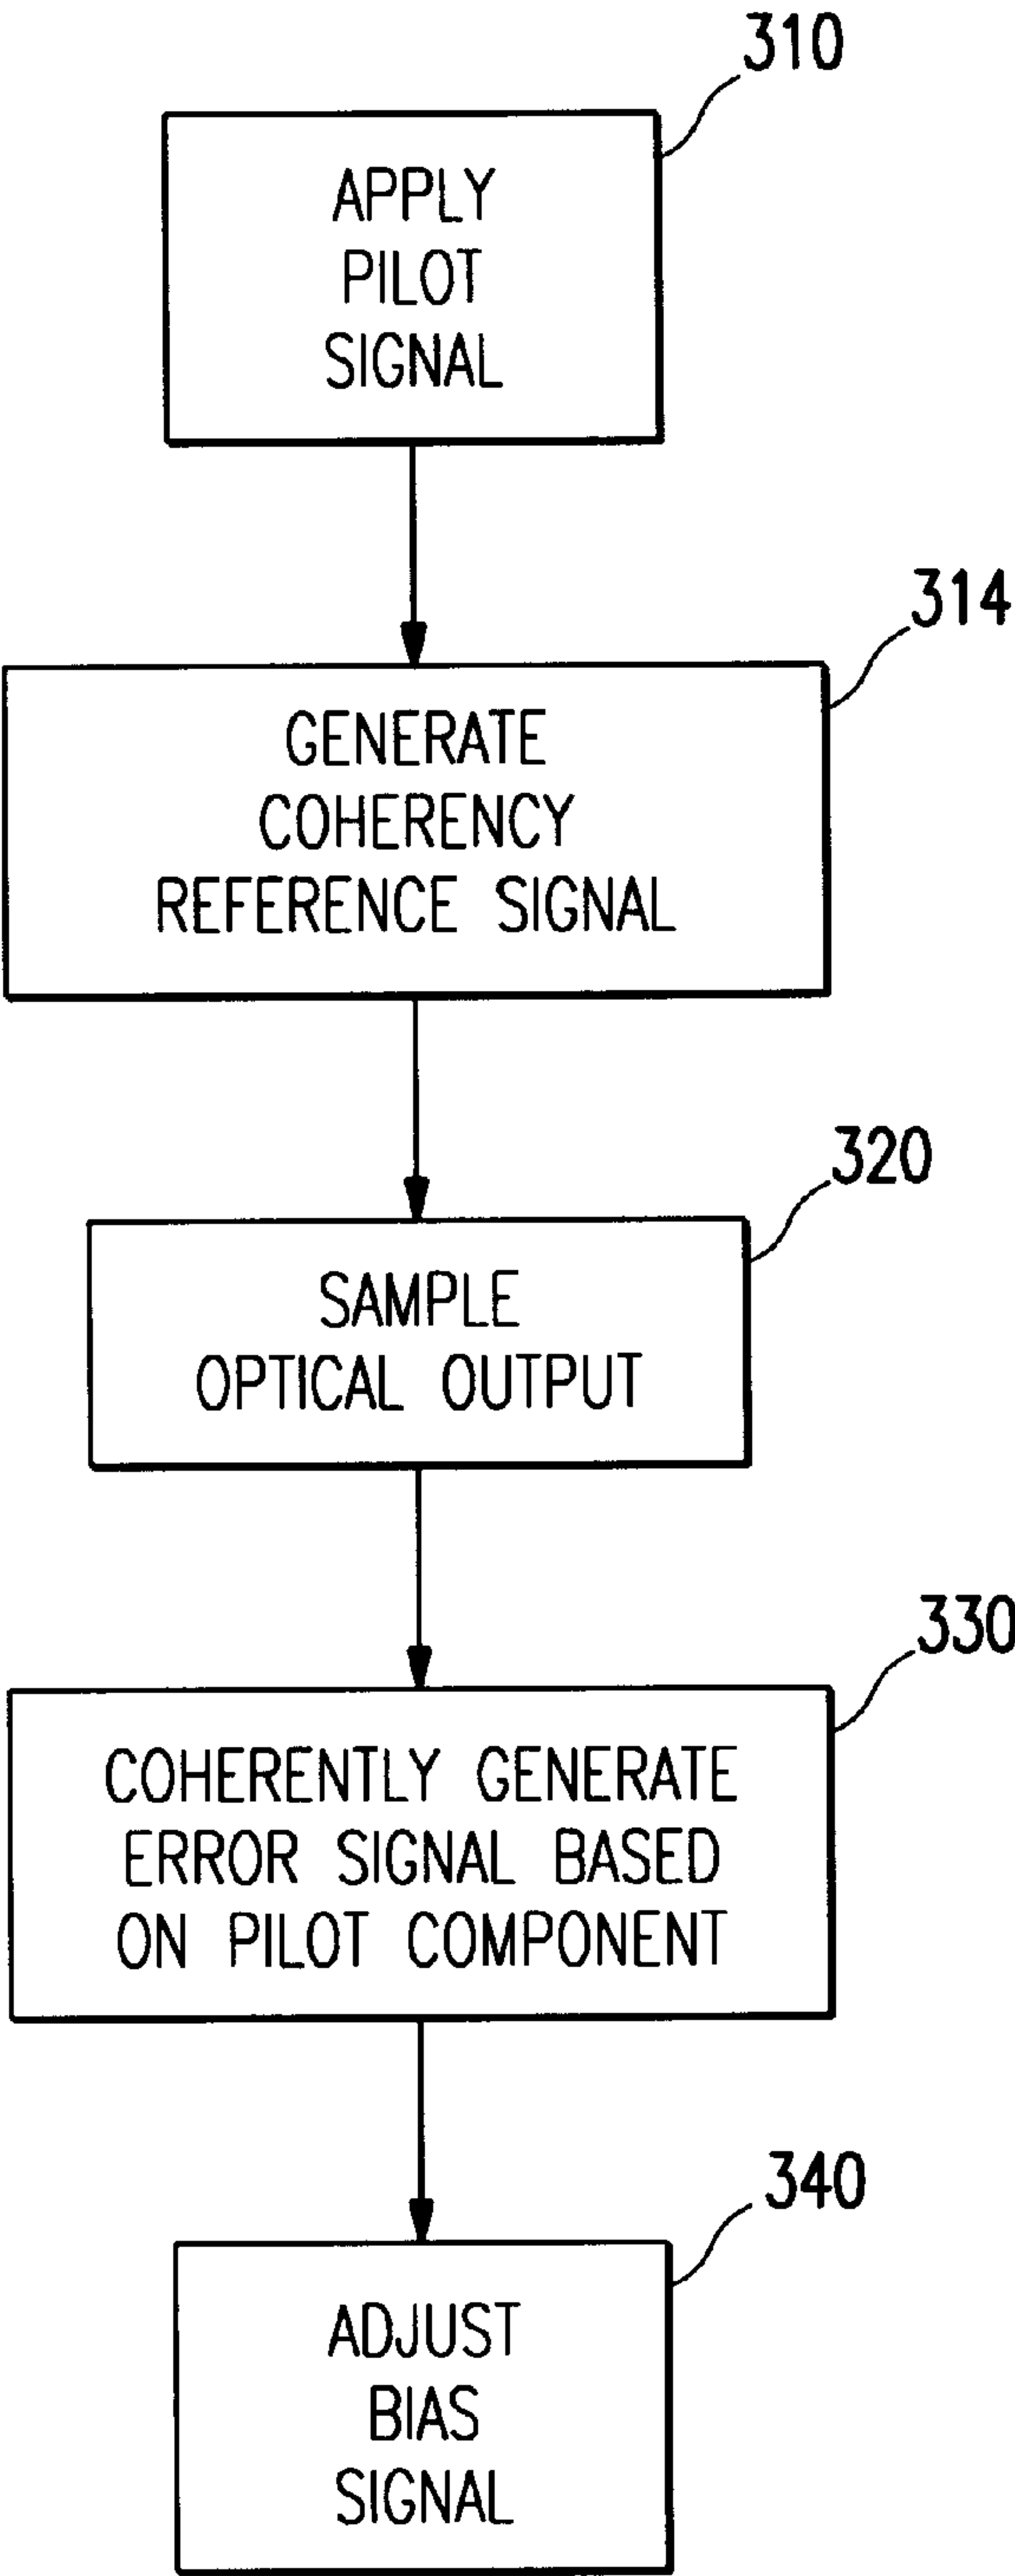 310
APPLY
PILOT
SIGNAL
314
GENERATE
COHERENCY
REFERENCE SIGNAL
320
SAMPLE
OPTICAL OUTPUT
330
COHERENTLY GENERATE
ERROR SIGNAL BASED
ON PILOT COMPONENT
340
ADJUST
BIAS
SIGNAL